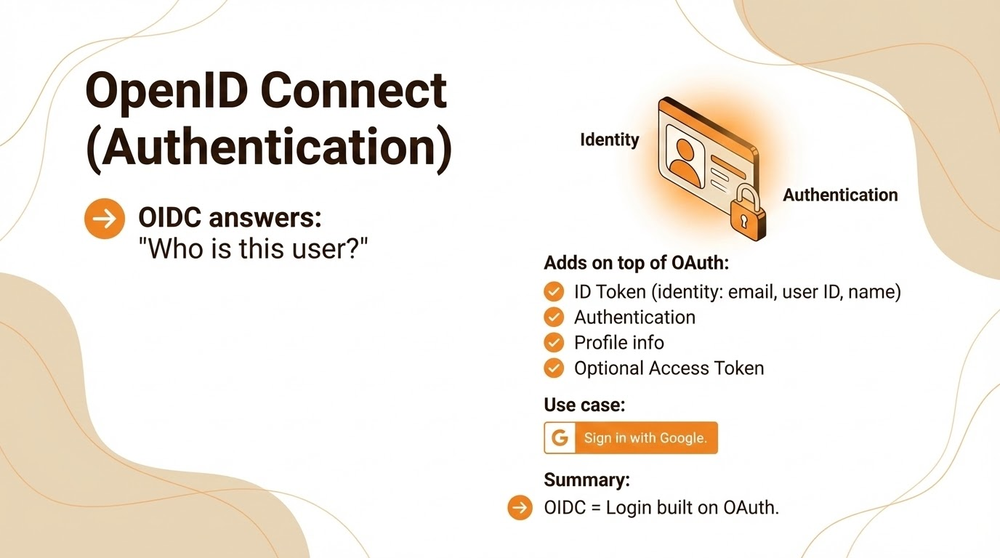 OpenID Connect
(Authentication)
OIDC answers:
"Who is this user?"
Identity
Authentication
Adds on top of OAuth:
ID Token (identity: email, user ID, name)
Authentication
Profile info
Optional Access Token
Use case:
G Sign in with Google.
Summary:
OIDC = Login built on OAuth.